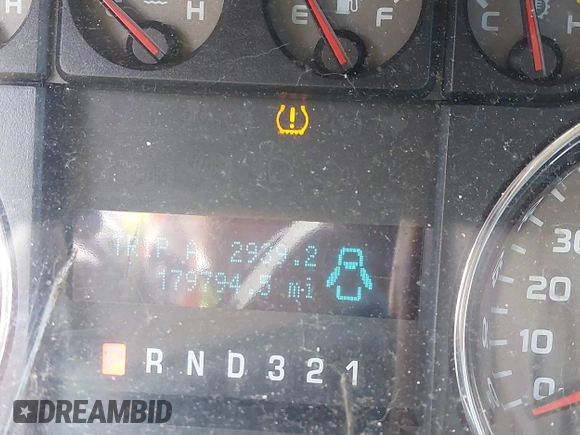 H
H
E F
C
TRIP A 2939.2
179794.5 mi
P R N D 3 2 1
30
20
10
0
DREAMBID